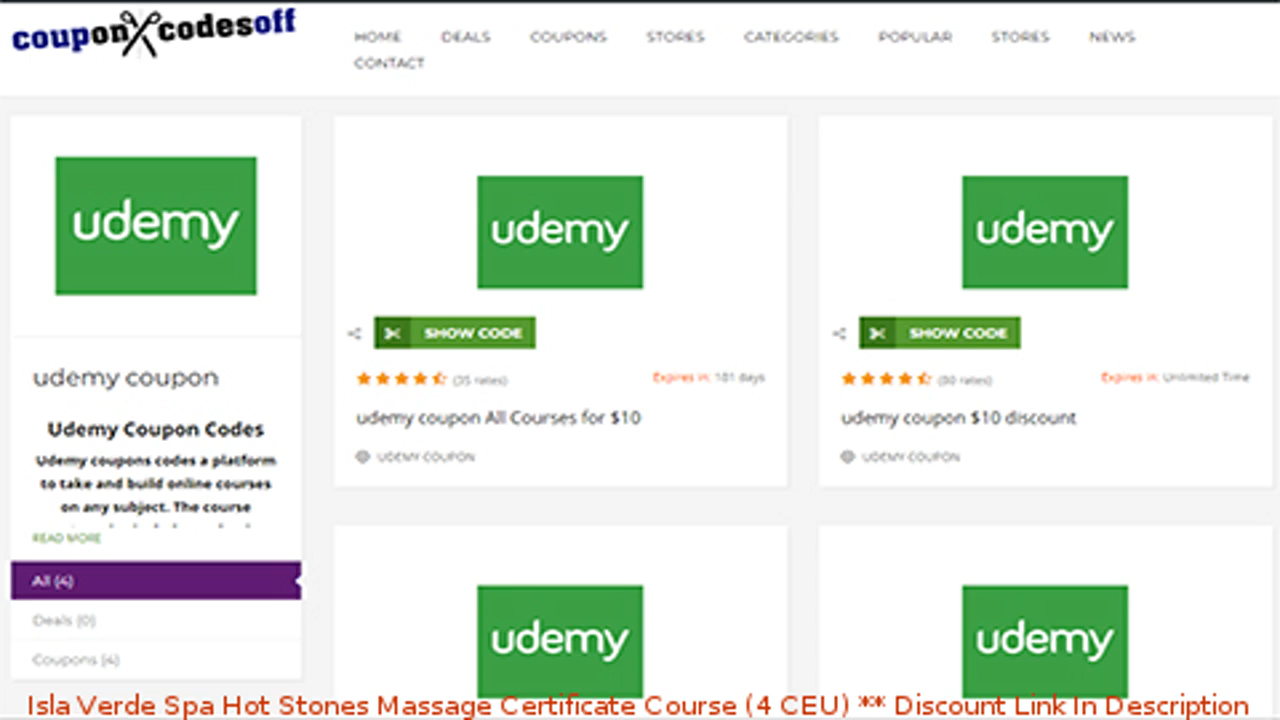 couponXcodesoff
HOME DEALS COUPONS STORES CATEGORIES POPULAR STORES NEWS
CONTACT
udemy
udemy coupon
Udemy Coupon Codes
Udemy coupons codes a platform
to take and build online courses
on any subject. The course
READ MORE
All (4)
Deals (0)
Coupons (4)
udemy
SHOW CODE
(35 rates) Expires in: 181 days
udemy coupon All Courses for $10
UDEMY COUPON
udemy
SHOW CODE
(80 rates) Expires in: Unlimited Time
udemy coupon $10 discount
UDEMY COUPON
udemy
udemy
Isla Verde Spa Hot Stones Massage Certificate Course (4 CEU) *** Discount Link In Description